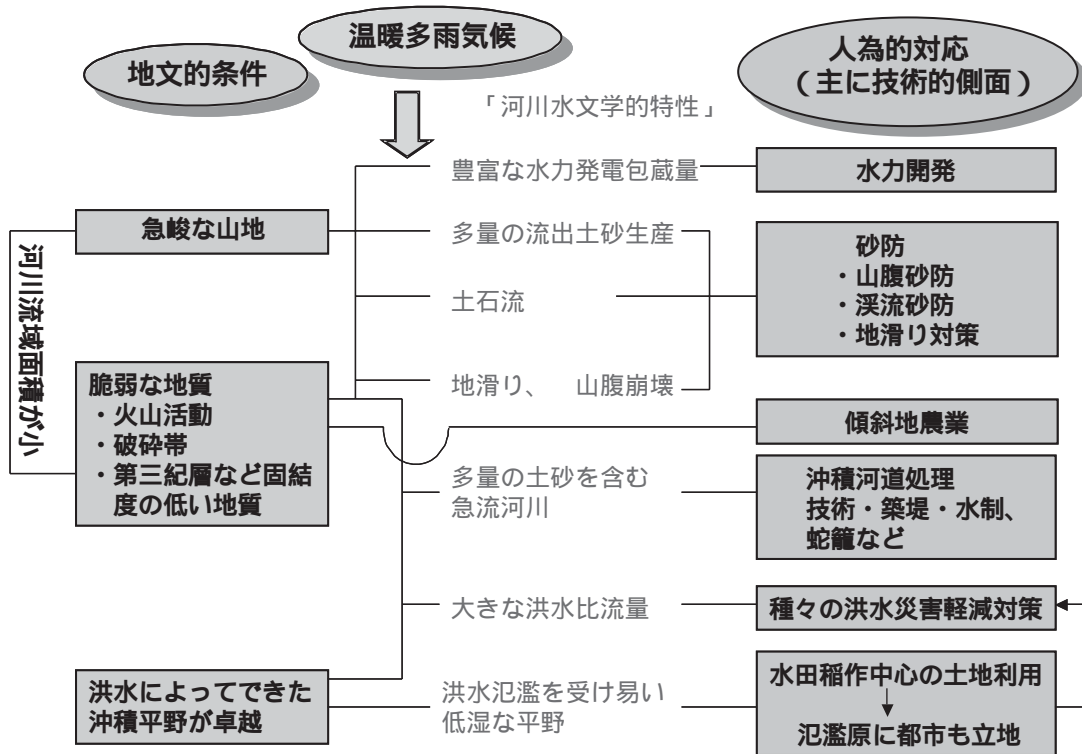 温暖多雨気候
地文的条件
人為的対応
(主に技術的側面)
「河川水文学的特性」
豊富な水力発電包蔵量
水力開発
急峻な山地
多量の流出土砂生産
土石流
地滑り、 山腹崩壊
砂防
・山腹砂防
・渓流砂防
・地滑り対策
河川流域面積が小
脆弱な地質
・火山活動
・破砕帯
・第三紀層など固結
度の低い地質
傾斜地農業
多量の土砂を含む
急流河川
沖積河道処理
技術・築堤・水制、
蛇籠など
大きな洪水比流量
種々の洪水災害軽減対策
洪水によってできた
沖積平野が卓越
洪水氾濫を受け易い
低湿な平野
水田稲作中心の土地利用
氾濫原に都市も立地